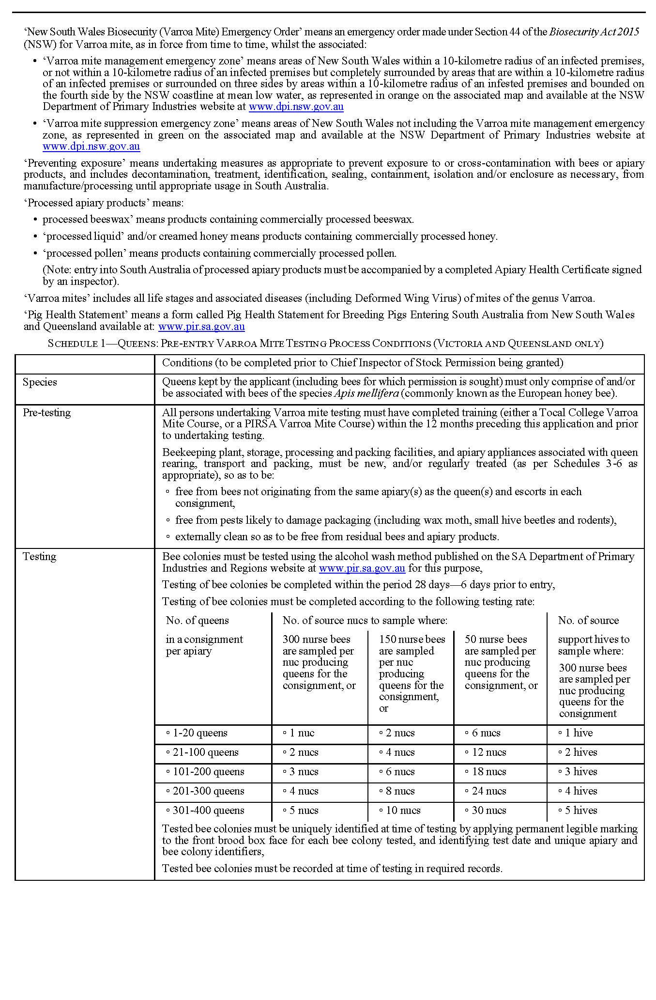 ‘New South Wales Biosecurity (Varroa Mite) Emergency Order’ means an emergency order made under Section 44 of the Biosecurity Act 2015
(NSW) for Varroa mite, as in force from time to time, whilst the associated:
• ‘Varroa mite management emergency zone’ means areas of New South Wales within a 10-kilometre radius of an infected premises,
or not within a 10-kilometre radius of an infected premises but completely surrounded by areas that are within a 10-kilometre radius
of an infected premises or surrounded on three sides by areas within a 10-kilometre radius of an infested premises and bounded on
the fourth side by the NSW coastline at mean low water, as represented in orange on the associated map and available at the NSW
Department of Primary Industries website at www.dpi.nsw.gov.au
• ‘Varroa mite suppression emergency zone’ means areas of New South Wales not including the Varroa mite management emergency
zone, as represented in green on the associated map and available at the NSW Department of Primary Industries website at
www.dpi.nsw.gov.au
‘Preventing exposure’ means undertaking measures as appropriate to prevent exposure to or cross-contamination with bees or apiary
products, and includes decontamination, treatment, identification, sealing, containment, isolation and/or enclosure as necessary, from
manufacture/processing until appropriate usage in South Australia.
‘Processed apiary products’ means:
• processed beeswax’ means products containing commercially processed beeswax.
• ‘processed liquid’ and/or creamed honey means products containing commercially processed honey.
• ‘processed pollen’ means products containing commercially processed pollen.
(Note: entry into South Australia of processed apiary products must be accompanied by a completed Apiary Health Certificate signed
by an inspector).
‘Varroa mites’ includes all life stages and associated diseases (including Deformed Wing Virus) of mites of the genus Varroa.
‘Pig Health Statement’ means a form called Pig Health Statement for Breeding Pigs Entering South Australia from New South Wales
and Queensland available at: www.pir.sa.gov.au
SCHEDULE 1—QUEENS: PRE-ENTRY VARROA MITE TESTING PROCESS CONDITIONS (VICTORIA AND QUEENSLAND ONLY)
Conditions (to be completed prior to Chief Inspector of Stock Permission being granted)
Species
Queens kept by the applicant (including bees for which permission is sought) must only comprise of and/or
be associated with bees of the species Apis mellifera (commonly known as the European honey bee).
Pre-testing
All persons undertaking Varroa mite testing must have completed training (either a Tocal College Varroa
Mite Course, or a PIRSA Varroa Mite Course) within the 12 months preceding this application and prior
to undertaking testing.
Beekeeping plant, storage, processing and packing facilities, and apiary appliances associated with queen
rearing, transport and packing, must be new, and/or regularly treated (as per Schedules 3-6 as
appropriate), so as to be:
◦ free from bees not originating from the same apiary(s) as the queen(s) and escorts in each
consignment,
◦ free from pests likely to damage packaging (including wax moth, small hive beetles and rodents),
◦ externally clean so as to be free from residual bees and apiary products.
Testing
Bee colonies must be tested using the alcohol wash method published on the SA Department of Primary
Industries and Regions website at www.pir.sa.gov.au for this purpose,
Testing of bee colonies be completed within the period 28 days—6 days prior to entry,
Testing of bee colonies must be completed according to the following testing rate:
No. of queens
in a consignment
per apiary
No. of source nucs to sample where:
300 nurse bees
are sampled per
nuc producing
queens for the
consignment, or
150 nurse bees
are sampled
per nuc
producing
queens for the
consignment,
or
50 nurse bees
are sampled per
nuc producing
queens for the
consignment, or
No. of source
support hives to
sample where:
300 nurse bees
are sampled per
nuc producing
queens for the
consignment
◦ 1-20 queens ◦ 1 nuc ◦ 2 nucs ◦ 6 nucs ◦ 1 hive
◦ 21-100 queens ◦ 2 nucs ◦ 4 nucs ◦ 12 nucs ◦ 2 hives
◦ 101-200 queens ◦ 3 nucs ◦ 6 nucs ◦ 18 nucs ◦ 3 hives
◦ 201-300 queens ◦ 4 nucs ◦ 8 nucs ◦ 24 nucs ◦ 4 hives
◦ 301-400 queens ◦ 5 nucs ◦ 10 nucs ◦ 30 nucs ◦ 5 hives
Tested bee colonies must be uniquely identified at time of testing by applying permanent legible marking
to the front brood box face for each bee colony tested, and identifying test date and unique apiary and
bee colony identifiers,
Tested bee colonies must be recorded at time of testing in required records.